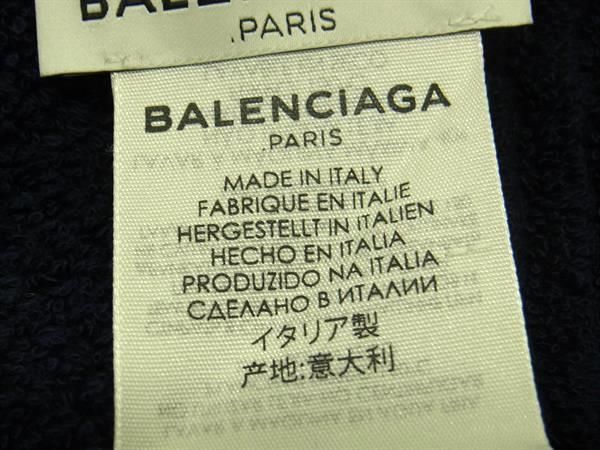 BALENCIAGA
.PARIS
BALENCIAGA
.PARIS
MADE IN ITALY
FABRIQUE EN ITALIE
HERGESTELLT IN ITALIEN
HECHO EN ITALIA
PRODUZIDO NA ITALIA
СДЕЛАНО В ИТАЛИИ
イタリア製
产地:意大利